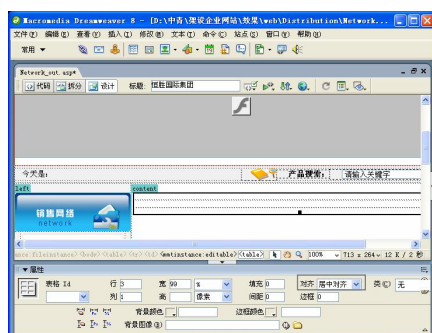 Macromedia Dreamweaver 8 - [D:\中青\架设企业网站\效果\web\Distribution\Network...
文件(F) 编辑(E) 查看(V) 插入(I) 修改(M) 文本(T) 命令(C) 站点(S) 窗口(W) 帮助(H)
常用
Network_out.asp*
代码 拆分 设计 标题: 恒胜国际集团
今天是: 产品搜索: 请输入关键字
left content
销售网络
network
<mmtinstance:editable> <table> 100% 713 x 264 12 K / 2 秒
属性
表格 Id 行 3 宽 99 % 填充 0 对齐 居中对齐 类(C) 无
列 1 高 像素 间距 0 边框 0
背景颜色 边框颜色
背景图像(B)